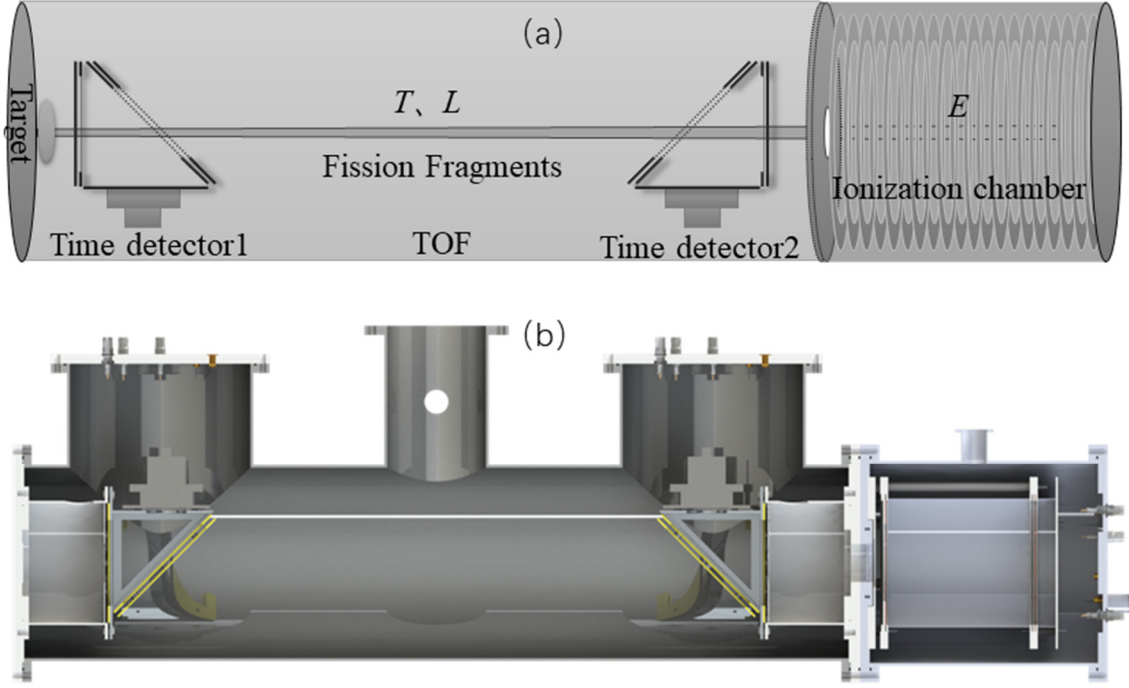 (a)
Target
T、L
E
Fission Fragments
Ionization chamber
Time detector1
TOF
Time detector2
(b)